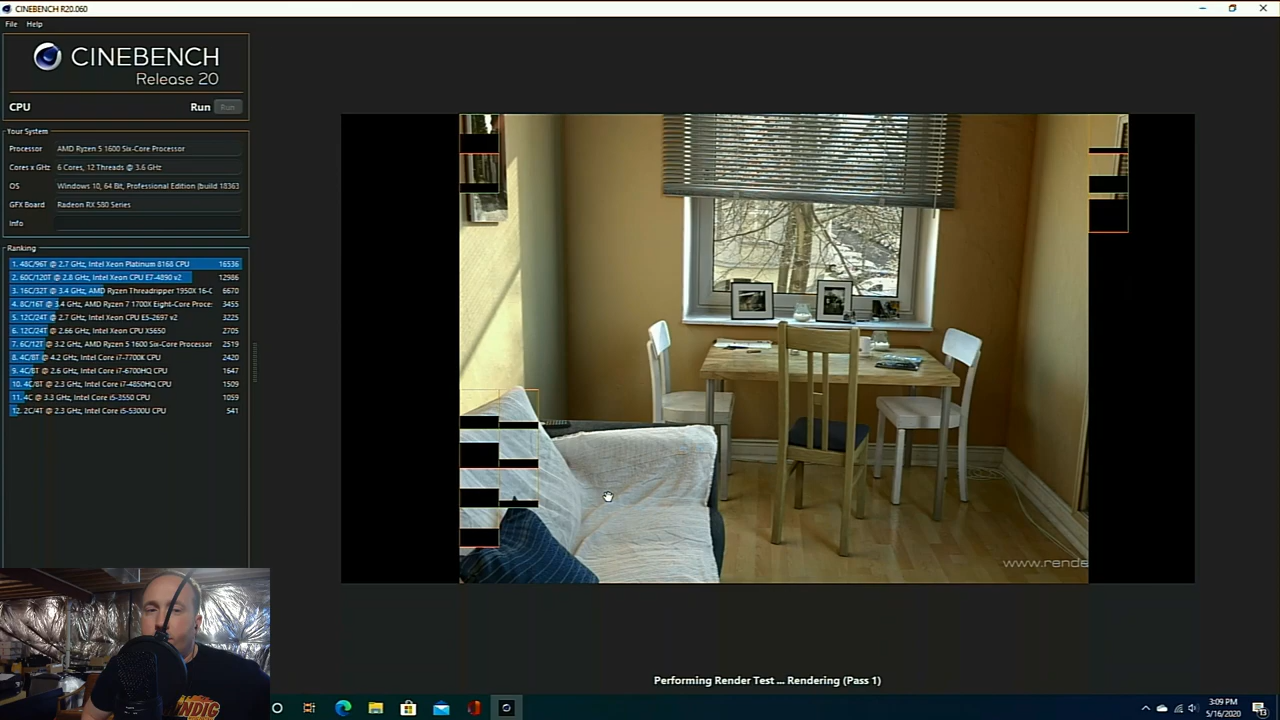 CINEBENCH R20.060
File Help
CINEBENCH
Release 20
CPU Run Run
Your System
Processor AMD Ryzen 5 1600 Six-Core Processor
Cores x GHz 6 Cores, 12 Threads @ 3.6 GHz
OS Windows 10, 64 Bit, Professional Edition (build 18363
GFX Board Radeon RX 580 Series
Info
Ranking
1. 48C/96T @ 2.7 GHz, Intel Xeon Platinum 8168 CPU 16536
2. 60C/120T @ 2.8 GHz, Intel Xeon CPU E7-4890 v2 12986
3. 16C/32T @ 3.4 GHz, AMD Ryzen Threadripper 1950X 16-C 6670
4. 8C/16T @ 3.4 GHz, AMD Ryzen 7 1700X Eight-Core Proce: 3455
5. 12C/24T @ 2.7 GHz, Intel Xeon CPU E5-2697 v2 3225
6. 12C/24T @ 2.66 GHz, Intel Xeon CPU X5650 2705
7. 6C/12T @ 3.2 GHz, AMD Ryzen 5 1600 Six-Core Processor 2519
8. 4C/8T @ 4.2 GHz, Intel Core i7-7700K CPU 2420
9. 4C/8T @ 2.6 GHz, Intel Core i7-6700HQ CPU 1647
10. 4C/8T @ 2.3 GHz, Intel Core i7-4850HQ CPU 1509
11. 4C @ 3.3 GHz, Intel Core i5-3550 CPU 1059
12. 2C/4T @ 2.3 GHz, Intel Core i5-5300U CPU 541
www.rende
Performing Render Test ... Rendering (Pass 1)
3:09 PM
5/16/2020